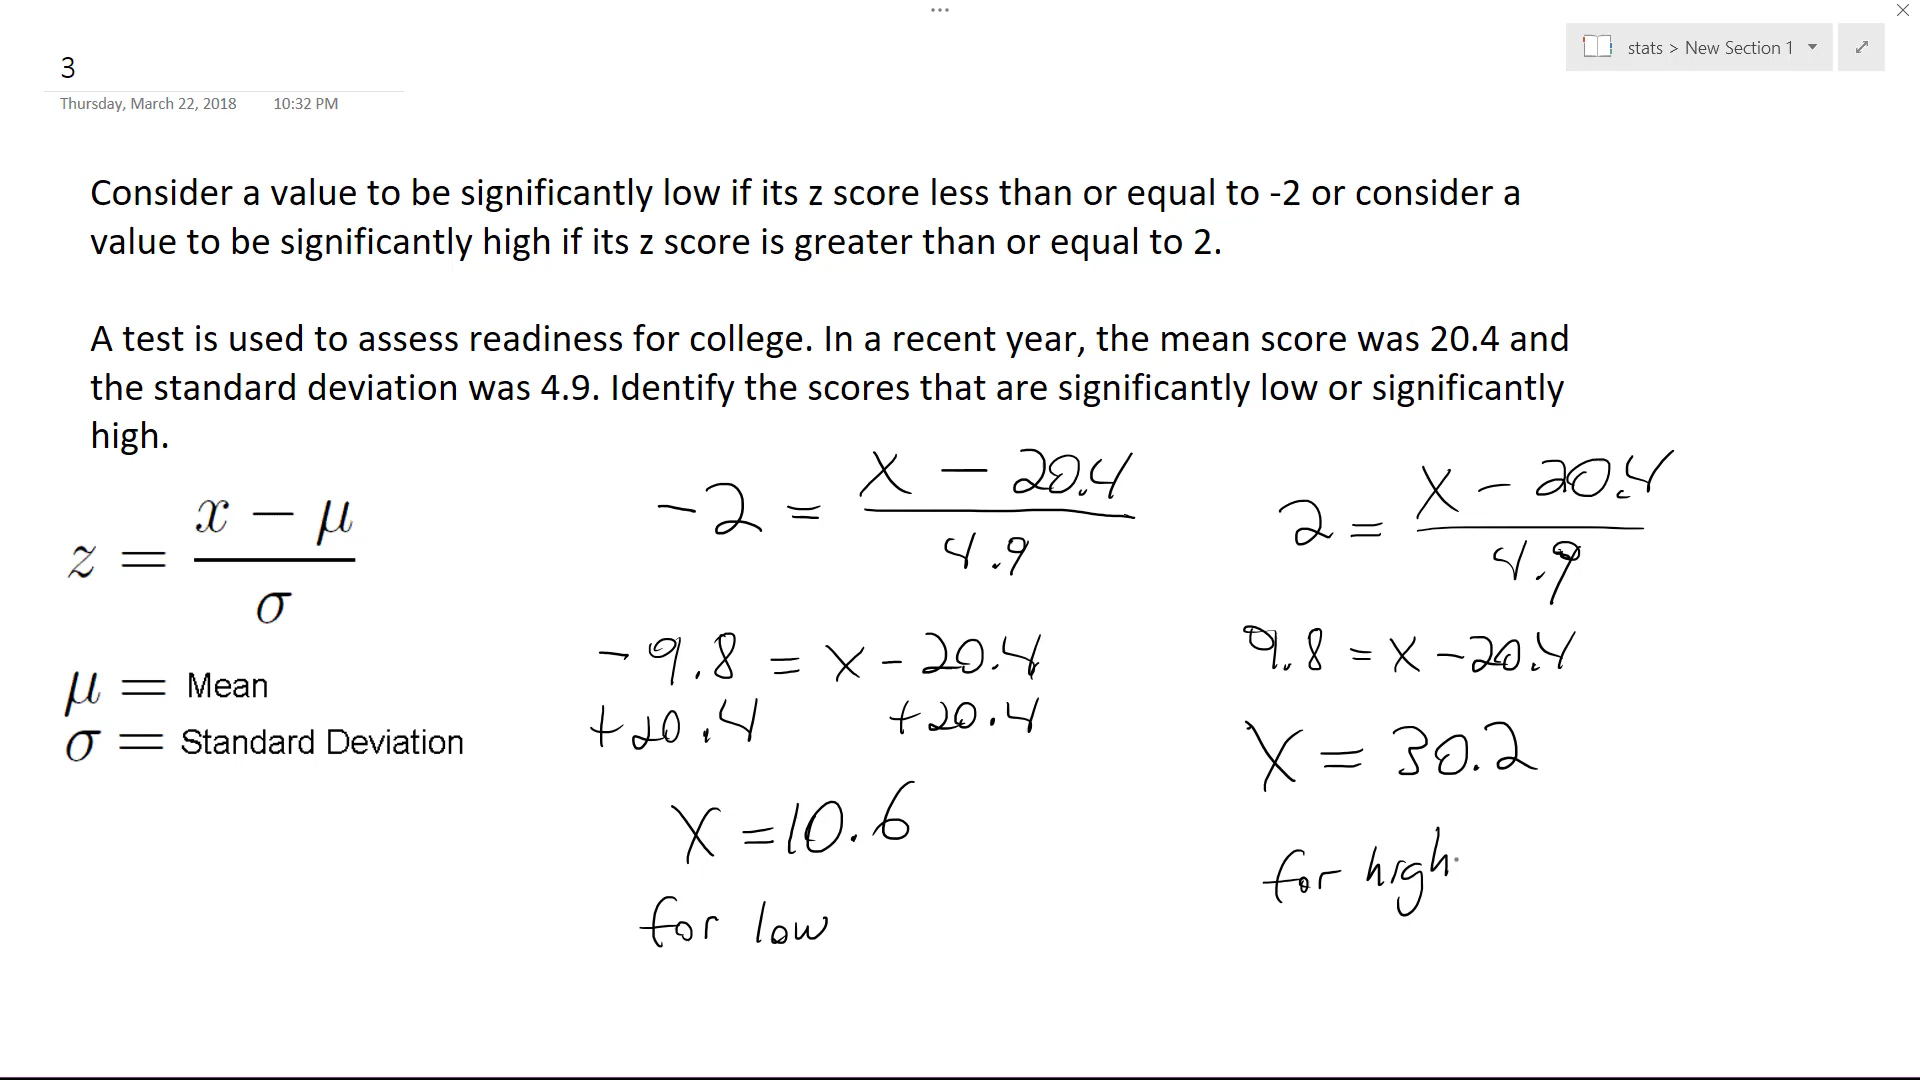 ...
stats > New Section 1
3
Thursday, March 22, 2018 10:32 PM
Consider a value to be significantly low if its z score less than or equal to -2 or consider a
value to be significantly high if its z score is greater than or equal to 2.
A test is used to assess readiness for college. In a recent year, the mean score was 20.4 and
the standard deviation was 4.9. Identify the scores that are significantly low or significantly
high.
z = (x − μ) / σ
μ = Mean
σ = Standard Deviation
-2 = (x - 20.4) / 4.9
-9.8 = x - 20.4
+20.4 +20.4
x = 10.6
for low
2 = (x - 20.4) / 4.9
9.8 = x - 20.4
x = 30.2
for high